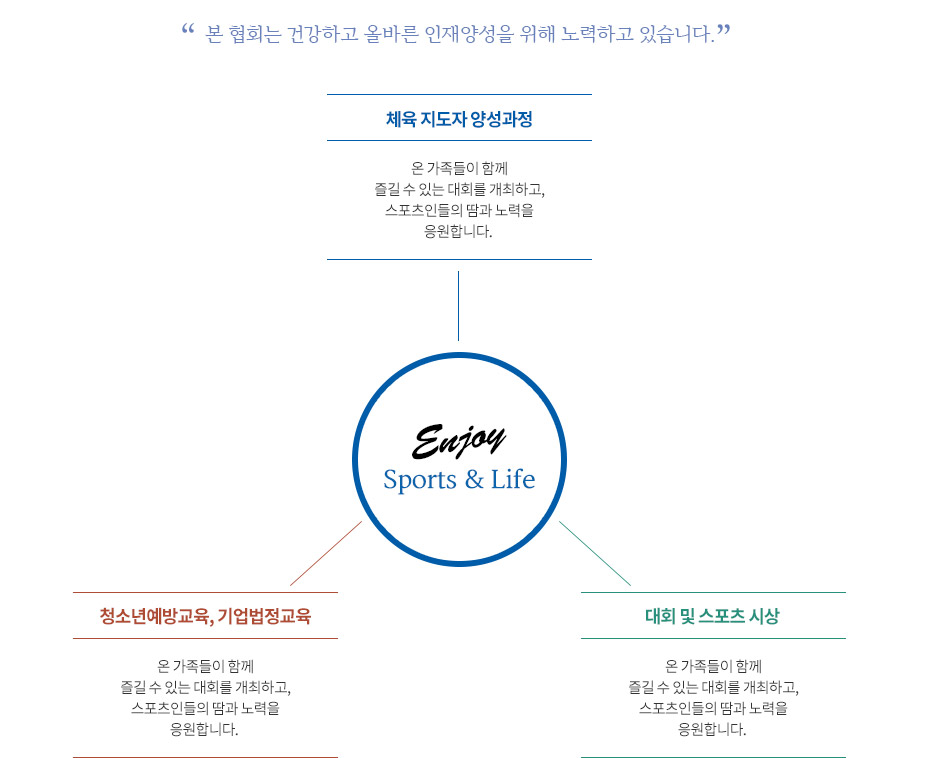 “ 본 협회는 건강하고 올바른 인재양성을 위해 노력하고 있습니다.”
체육 지도자 양성과정
온 가족들이 함께
즐길 수 있는 대회를 개최하고,
스포츠인들의 땀과 노력을
응원합니다.
Enjoy
Sports & Life
청소년예방교육, 기업법정교육
온 가족들이 함께
즐길 수 있는 대회를 개최하고,
스포츠인들의 땀과 노력을
응원합니다.
대회 및 스포츠 시상
온 가족들이 함께
즐길 수 있는 대회를 개최하고,
스포츠인들의 땀과 노력을
응원합니다.